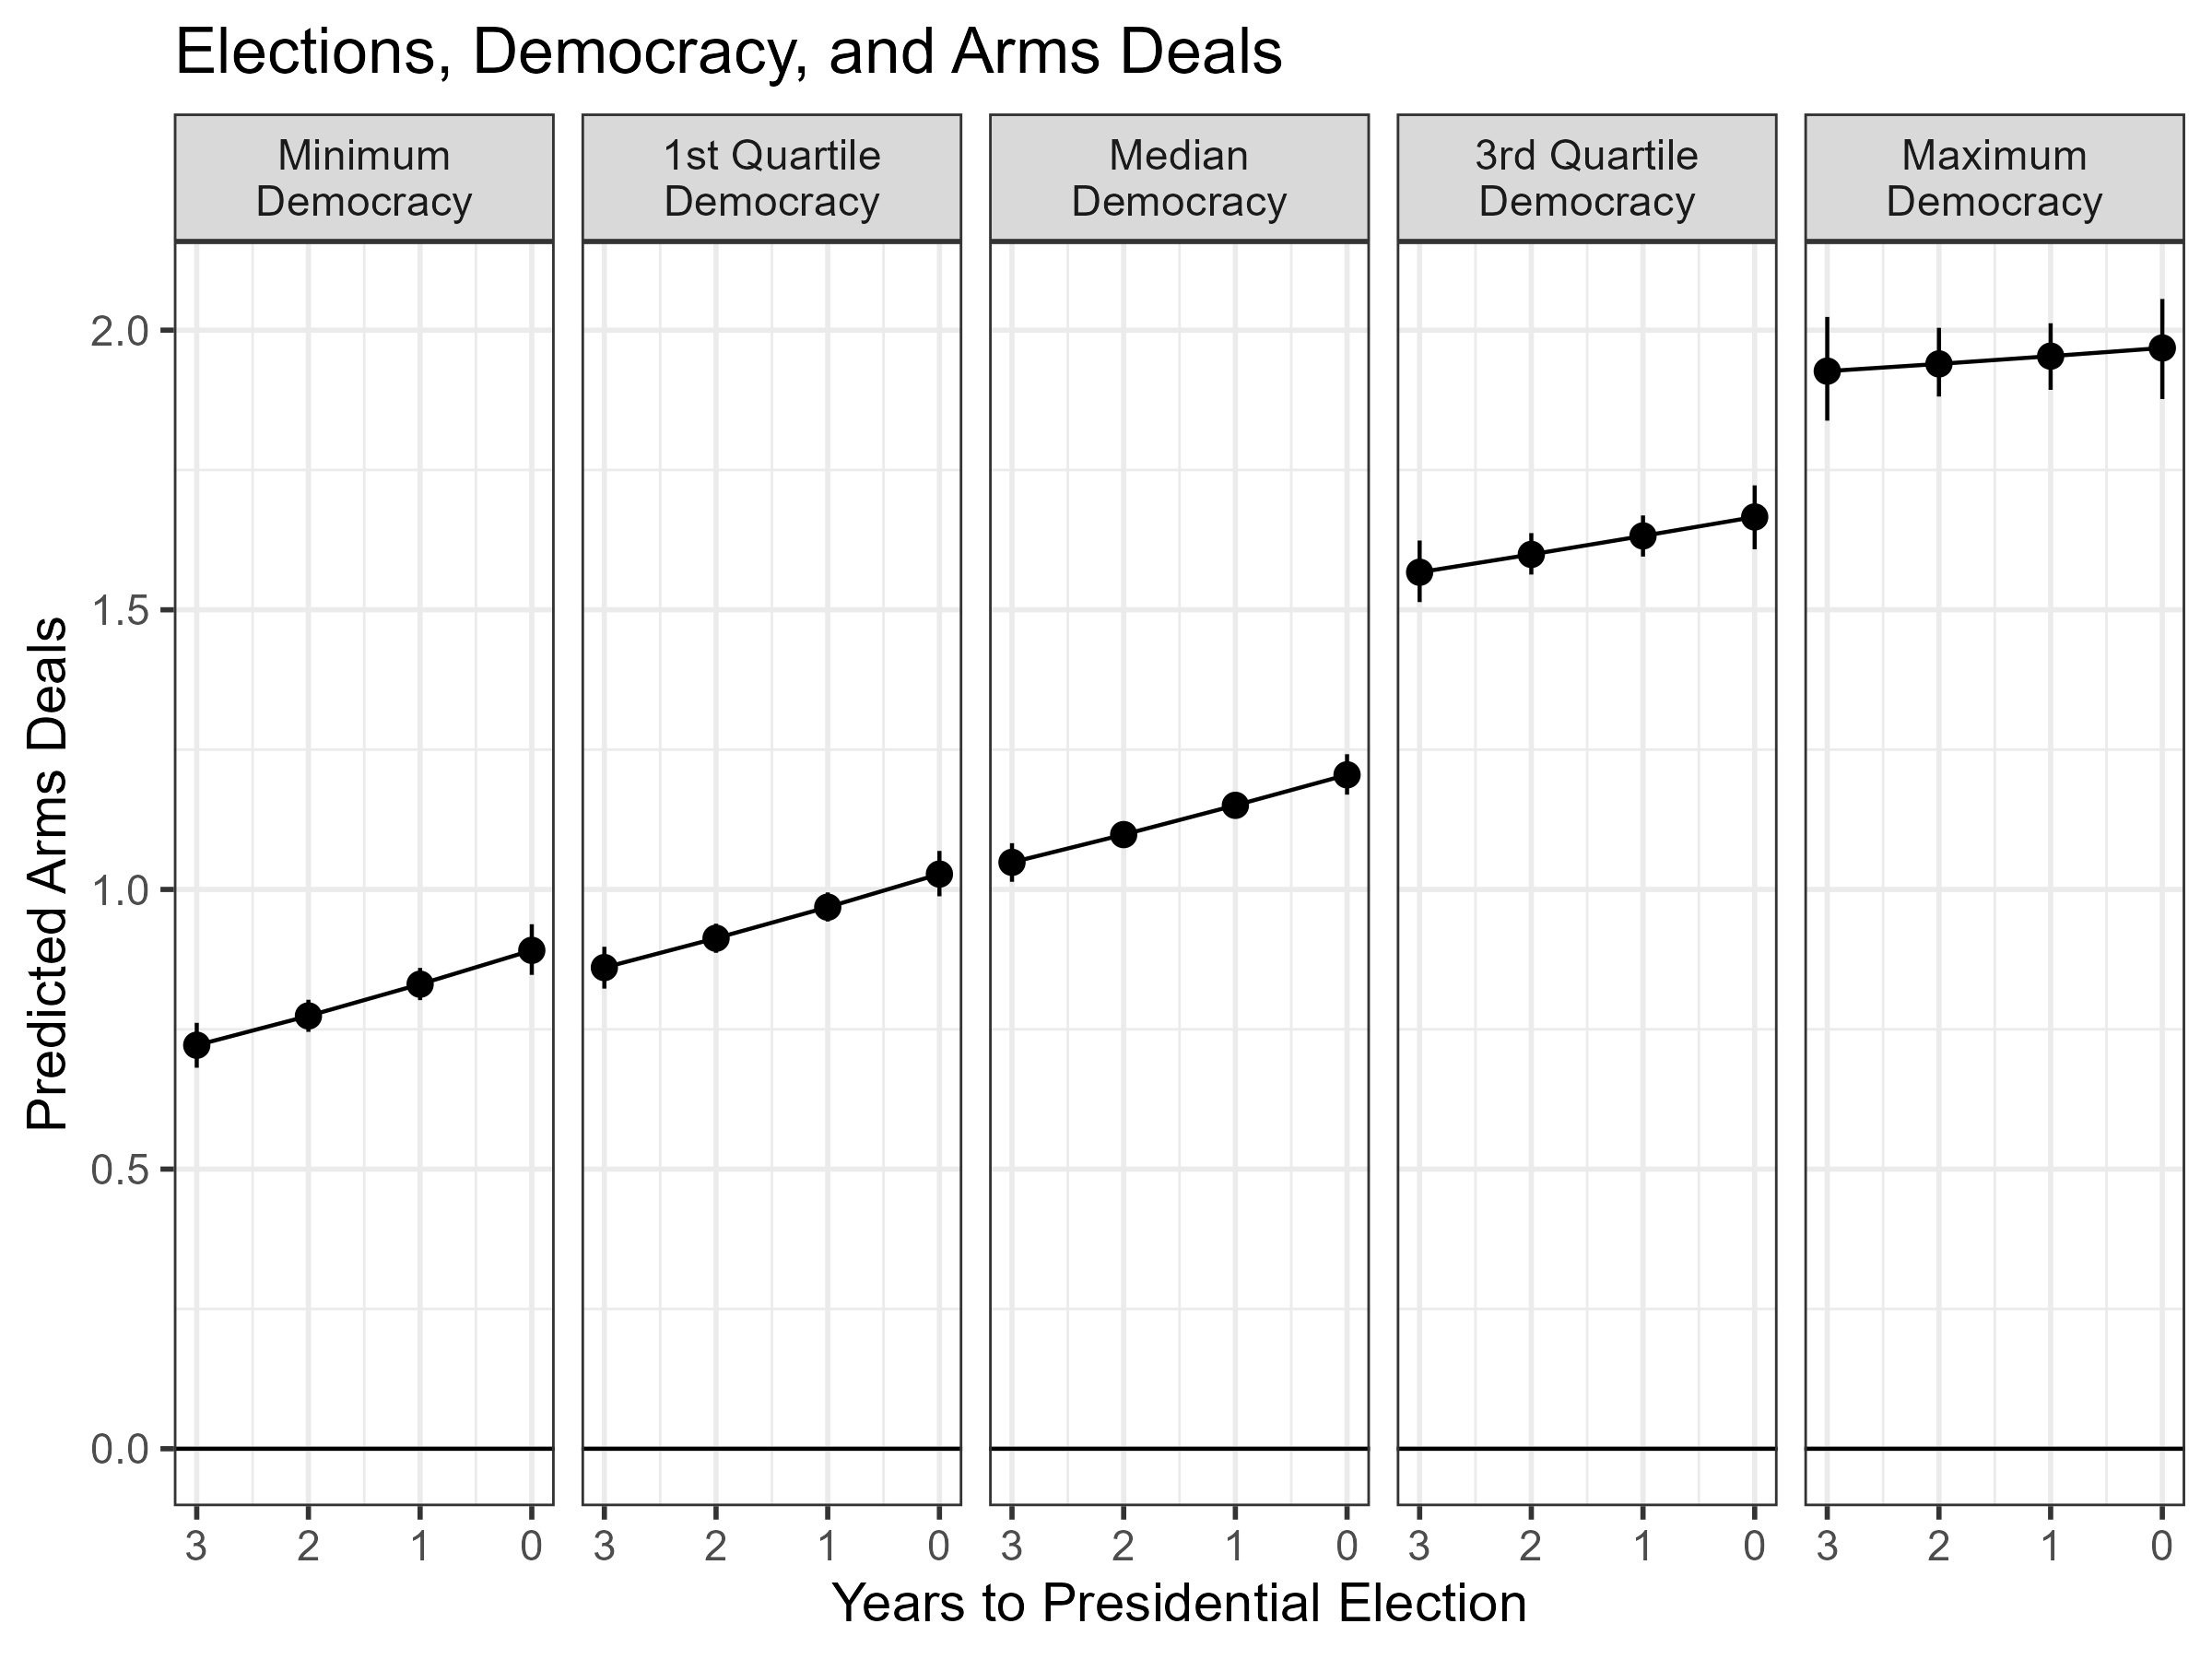 Elections, Democracy, and Arms Deals
Minimum
Democracy
1st Quartile
Democracy
Median
Democracy
3rd Quartile
Democracy
Maximum
Democracy
Predicted Arms Deals
2.0
1.5
1.0
0.5
0.0
3 2 1 0 3 2 1 0 3 2 1 0 3 2 1 0 3 2 1 0
Years to Presidential Election